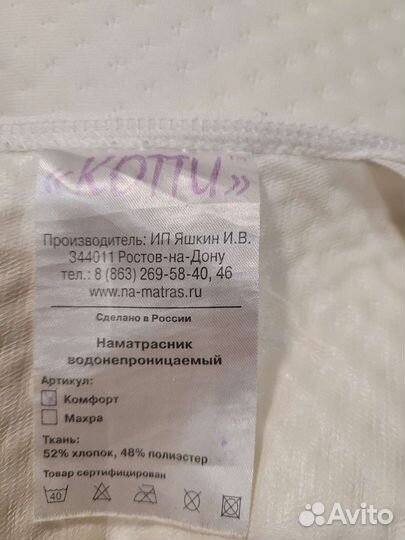 «КОПИ»
Производитель: ИП Яшкин И.В.
344011 Ростов-на-Дону
тел.: 8 (863) 269-58-40, 46
www.na-matras.ru
Сделано в России
Наматрасник
водонепроницаемый
Артикул:
Комфорт
Махра
Ткань:
52% хлопок, 48% полиэстер
Товар сертифицирован
40
Avito